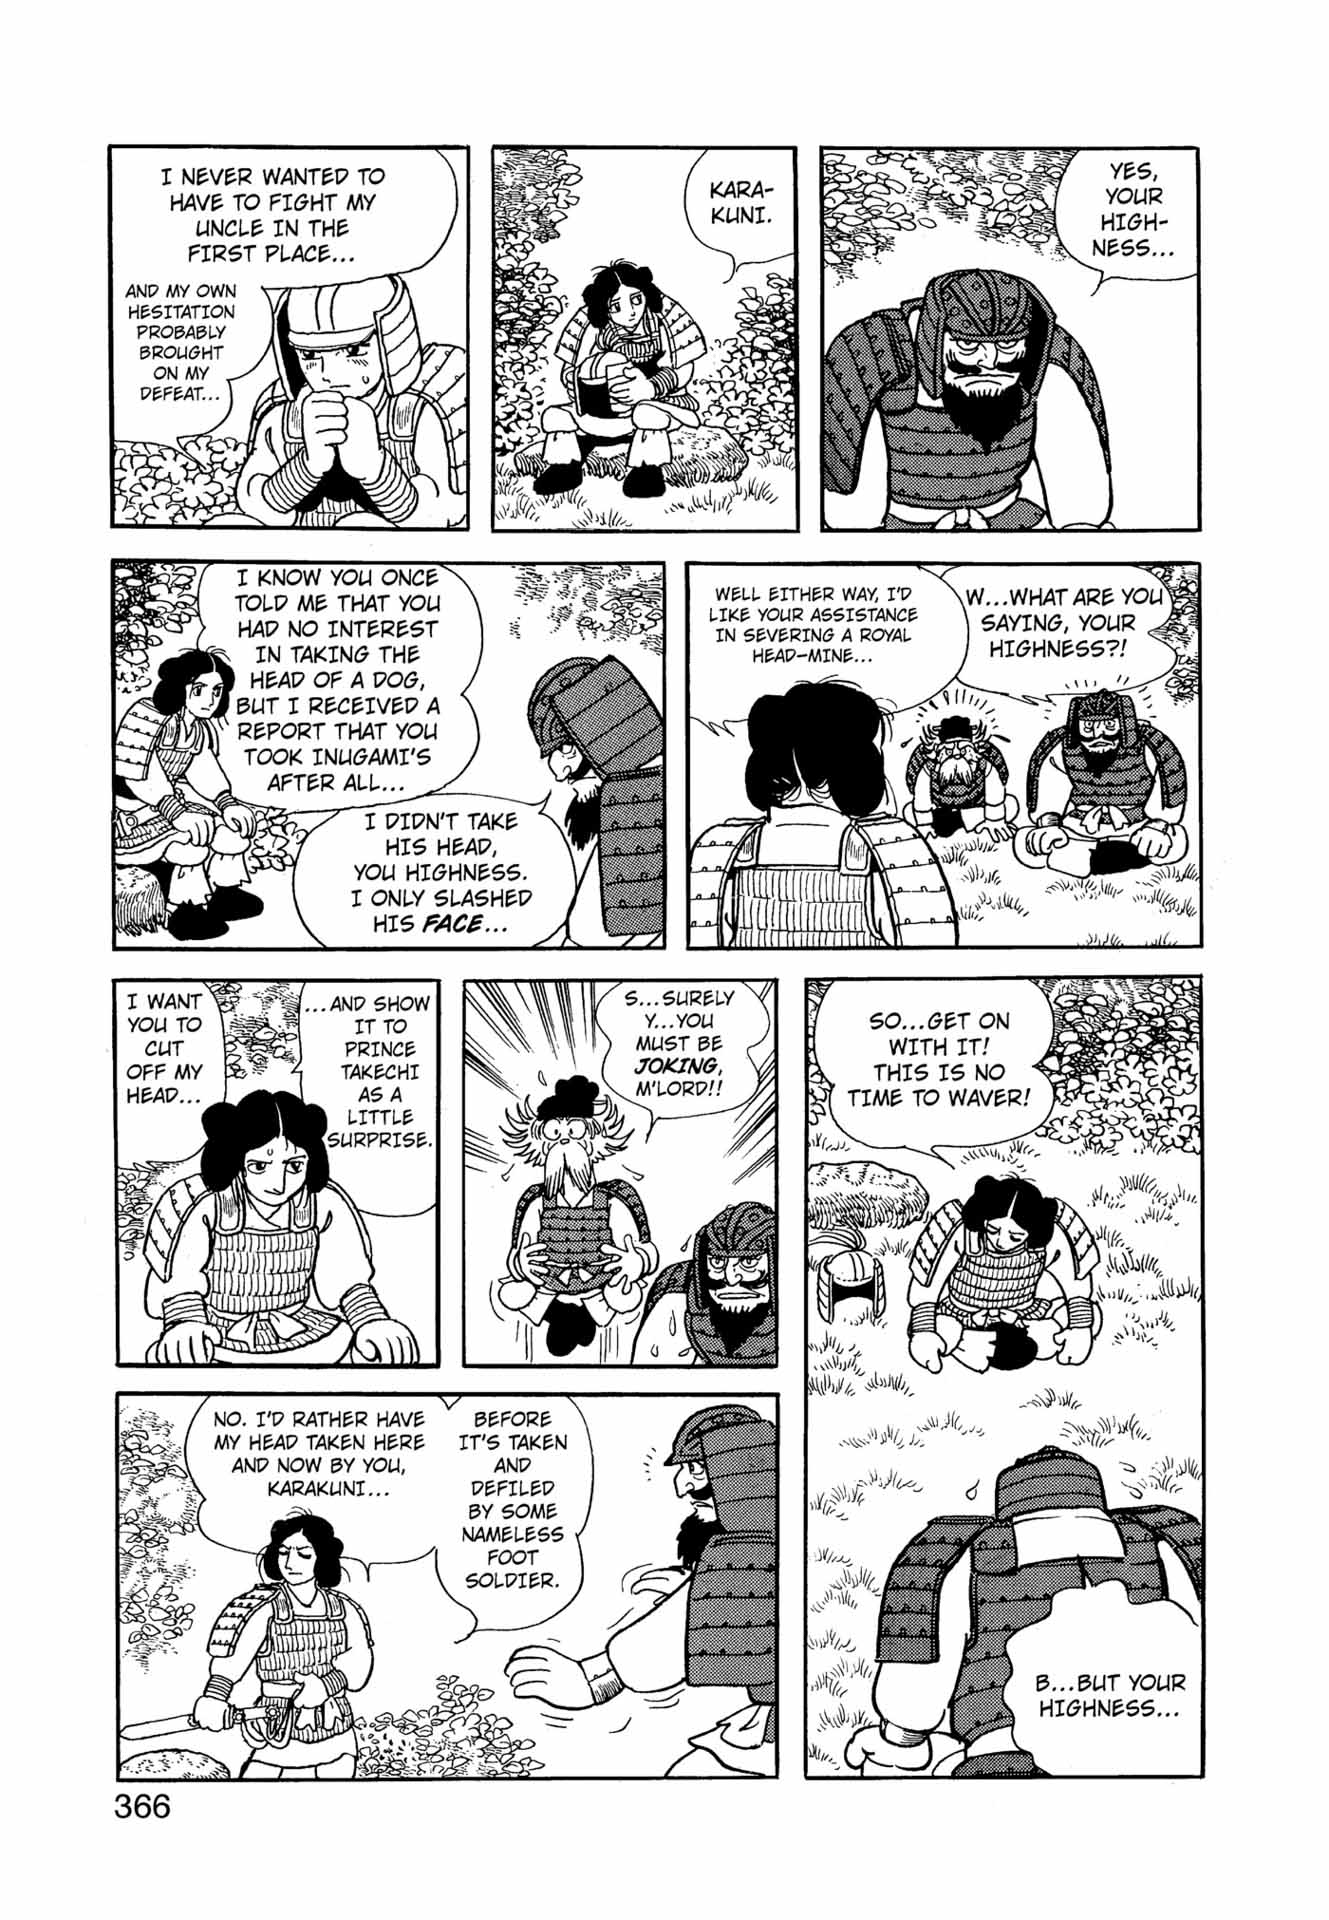 I NEVER WANTED TO
HAVE TO FIGHT MY
UNCLE IN THE
FIRST PLACE...
AND MY OWN
HESITATION
PROBABLY
BROUGHT
ON MY
DEFEAT...
KARA-
KUNI.
YES,
YOUR
HIGH-
NESS...
I KNOW YOU ONCE
TOLD ME THAT YOU
HAD NO INTEREST
IN TAKING THE
HEAD OF A DOG,
BUT I RECEIVED A
REPORT THAT YOU
TOOK INUGAMI'S
AFTER ALL...
I DIDN'T TAKE
HIS HEAD,
YOU HIGHNESS.
I ONLY SLASHED
HIS FACE...
WELL EITHER WAY, I'D
LIKE YOUR ASSISTANCE
IN SEVERING A ROYAL
HEAD-MINE...
W...WHAT ARE YOU
SAYING, YOUR
HIGHNESS?!
I WANT
YOU TO
CUT
OFF MY
HEAD...
...AND SHOW
IT TO
PRINCE
TAKECHI
AS A
LITTLE
SURPRISE.
S...SURELY
Y...YOU
MUST BE
JOKING,
M'LORD!!
NO. I'D RATHER HAVE
MY HEAD TAKEN HERE
AND NOW BY YOU,
KARAKUNI...
BEFORE
IT'S TAKEN
AND
DEFILED
BY SOME
NAMELESS
FOOT
SOLDIER.
SO...GET ON
WITH IT!
THIS IS NO
TIME TO WAVER!
B...BUT YOUR
HIGHNESS...
366